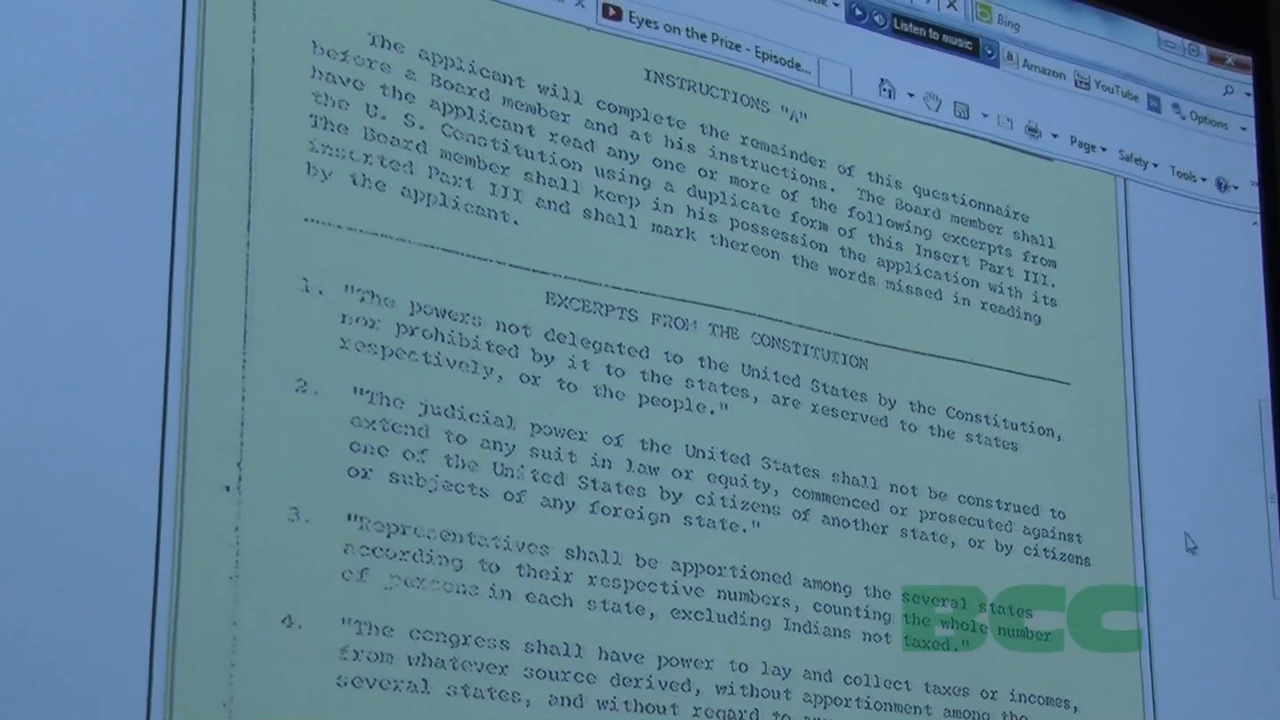 Bing
Eyes on the Prize - Episode...
Listen to music
Amazon
YouTube
Options
Page
Safety
Tools
INSTRUCTIONS "A"
The applicant will complete the remainder of this questionnaire
before a Board member and at his instructions. The Board member shall
have the applicant read any one or more of the following excerpts from
the U. S. Constitution using a duplicate form of this Insert Part III.
The Board member shall keep in his possession the application with its
inserted Part III and shall mark thereon the words missed in reading
by the applicant.
EXCERPTS FROM THE CONSTITUTION
1. "The powers not delegated to the United States by the Constitution,
nor prohibited by it to the states, are reserved to the states
respectively, or to the people."
2. "The judicial power of the United States shall not be construed to
extend to any suit in law or equity, commenced or prosecuted against
one of the United States by citizens of another state, or by citizens
or subjects of any foreign state."
3. "Representatives shall be apportioned among the several states
according to their respective numbers, counting the whole number
of persons in each state, excluding Indians not taxed."
4. "The congress shall have power to lay and collect taxes or incomes,
from whatever source derived, without apportionment among the
several states, and without regard to
BCC